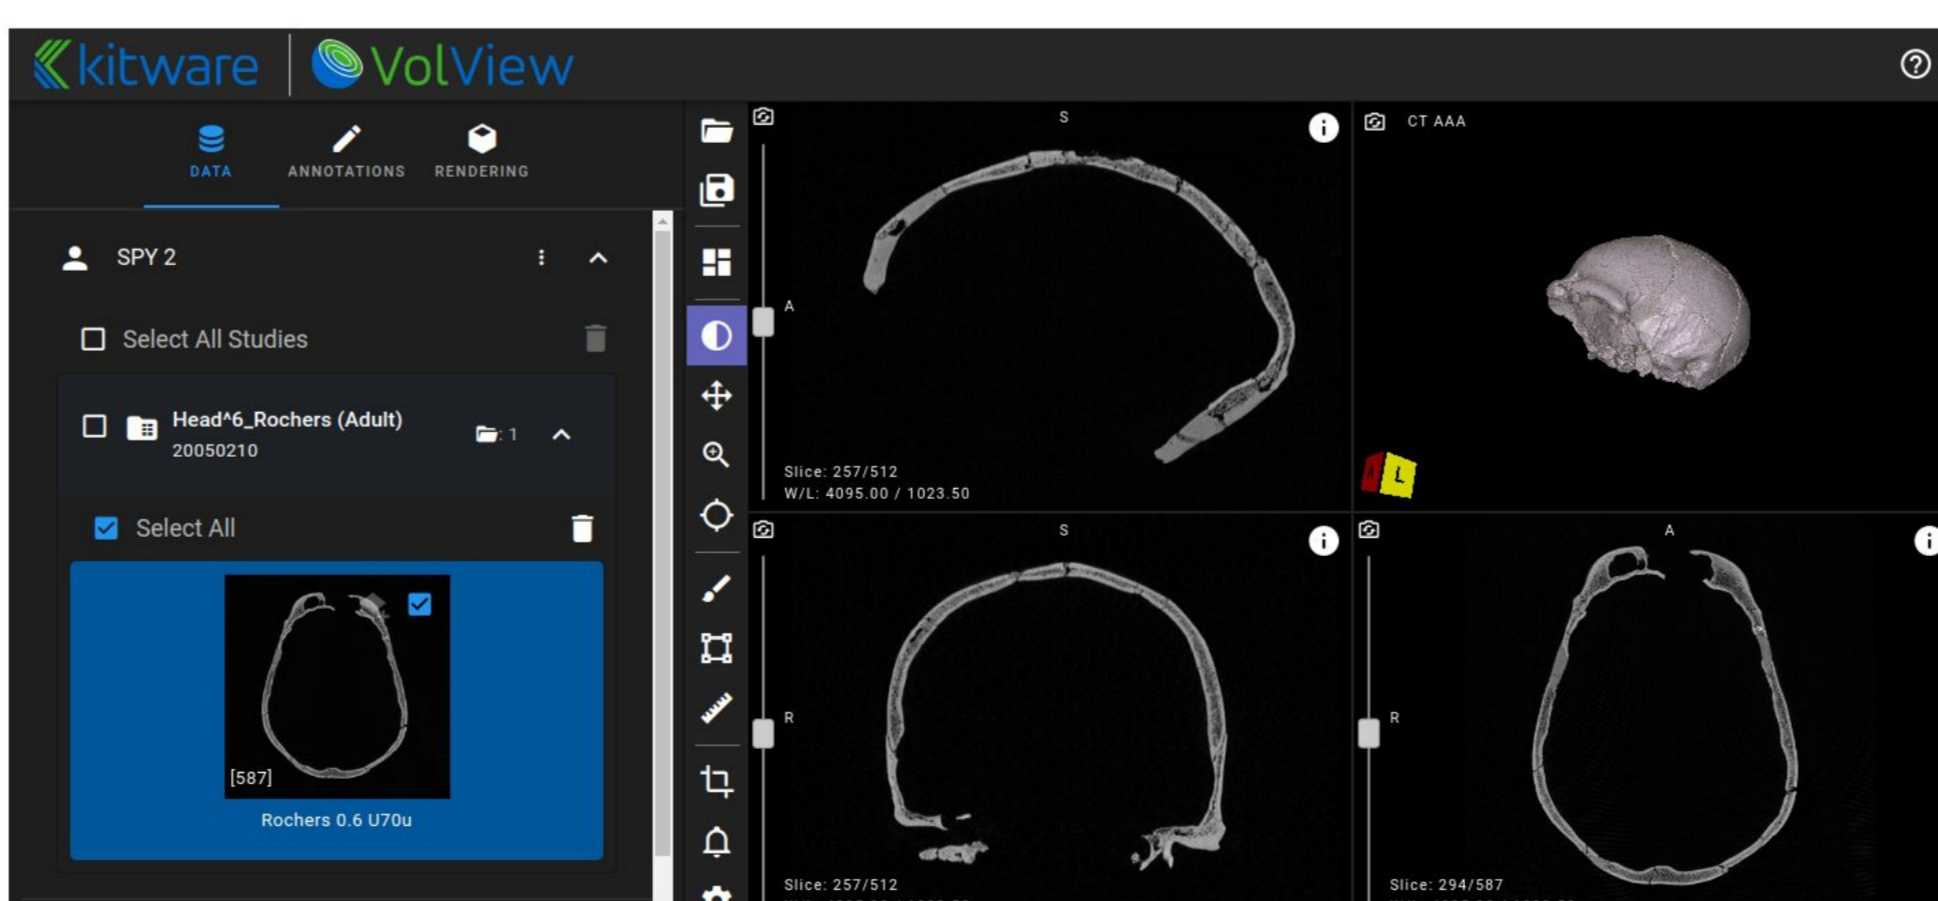 kitware VolView
DATA ANNOTATIONS RENDERING
SPY 2
Select All Studies
Head^6_Rochers (Adult)
20050210
: 1
Select All
[587]
Rochers 0.6 U70u
S
A
Slice: 257/512
W/L: 4095.00 / 1023.50
CT AAA
L
S
R
Slice: 257/512
A
R
Slice: 294/587